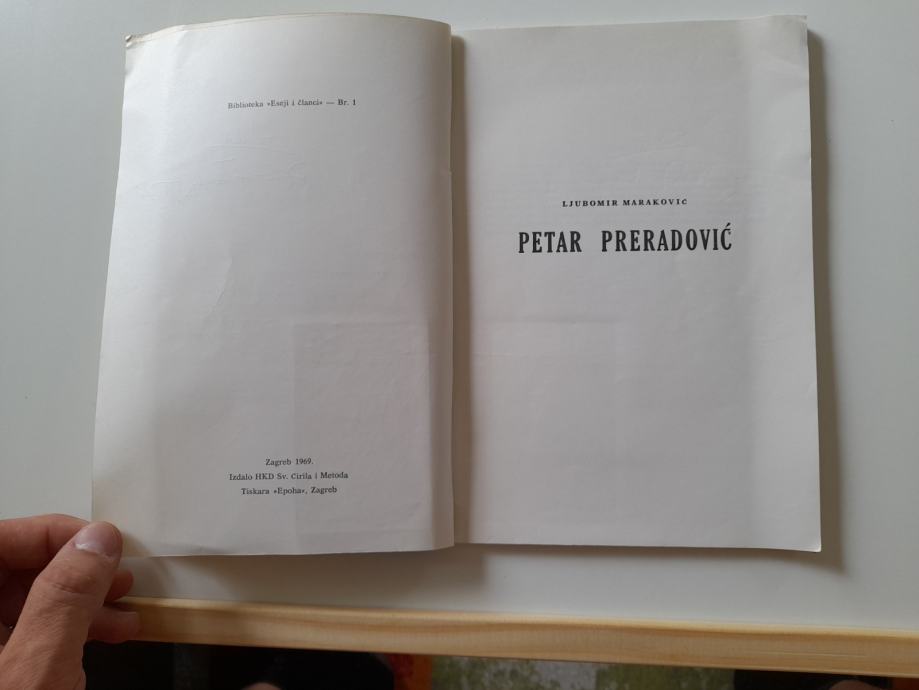 Biblioteka »Eseji i članci« — Br. 1
Zagreb 1969.
Izdalo HKD Sv. Ćirila i Metoda
Tiskara »Epoha«, Zagreb
LJUBOMIR MARAKOVIĆ
PETAR PRERADOVIĆ